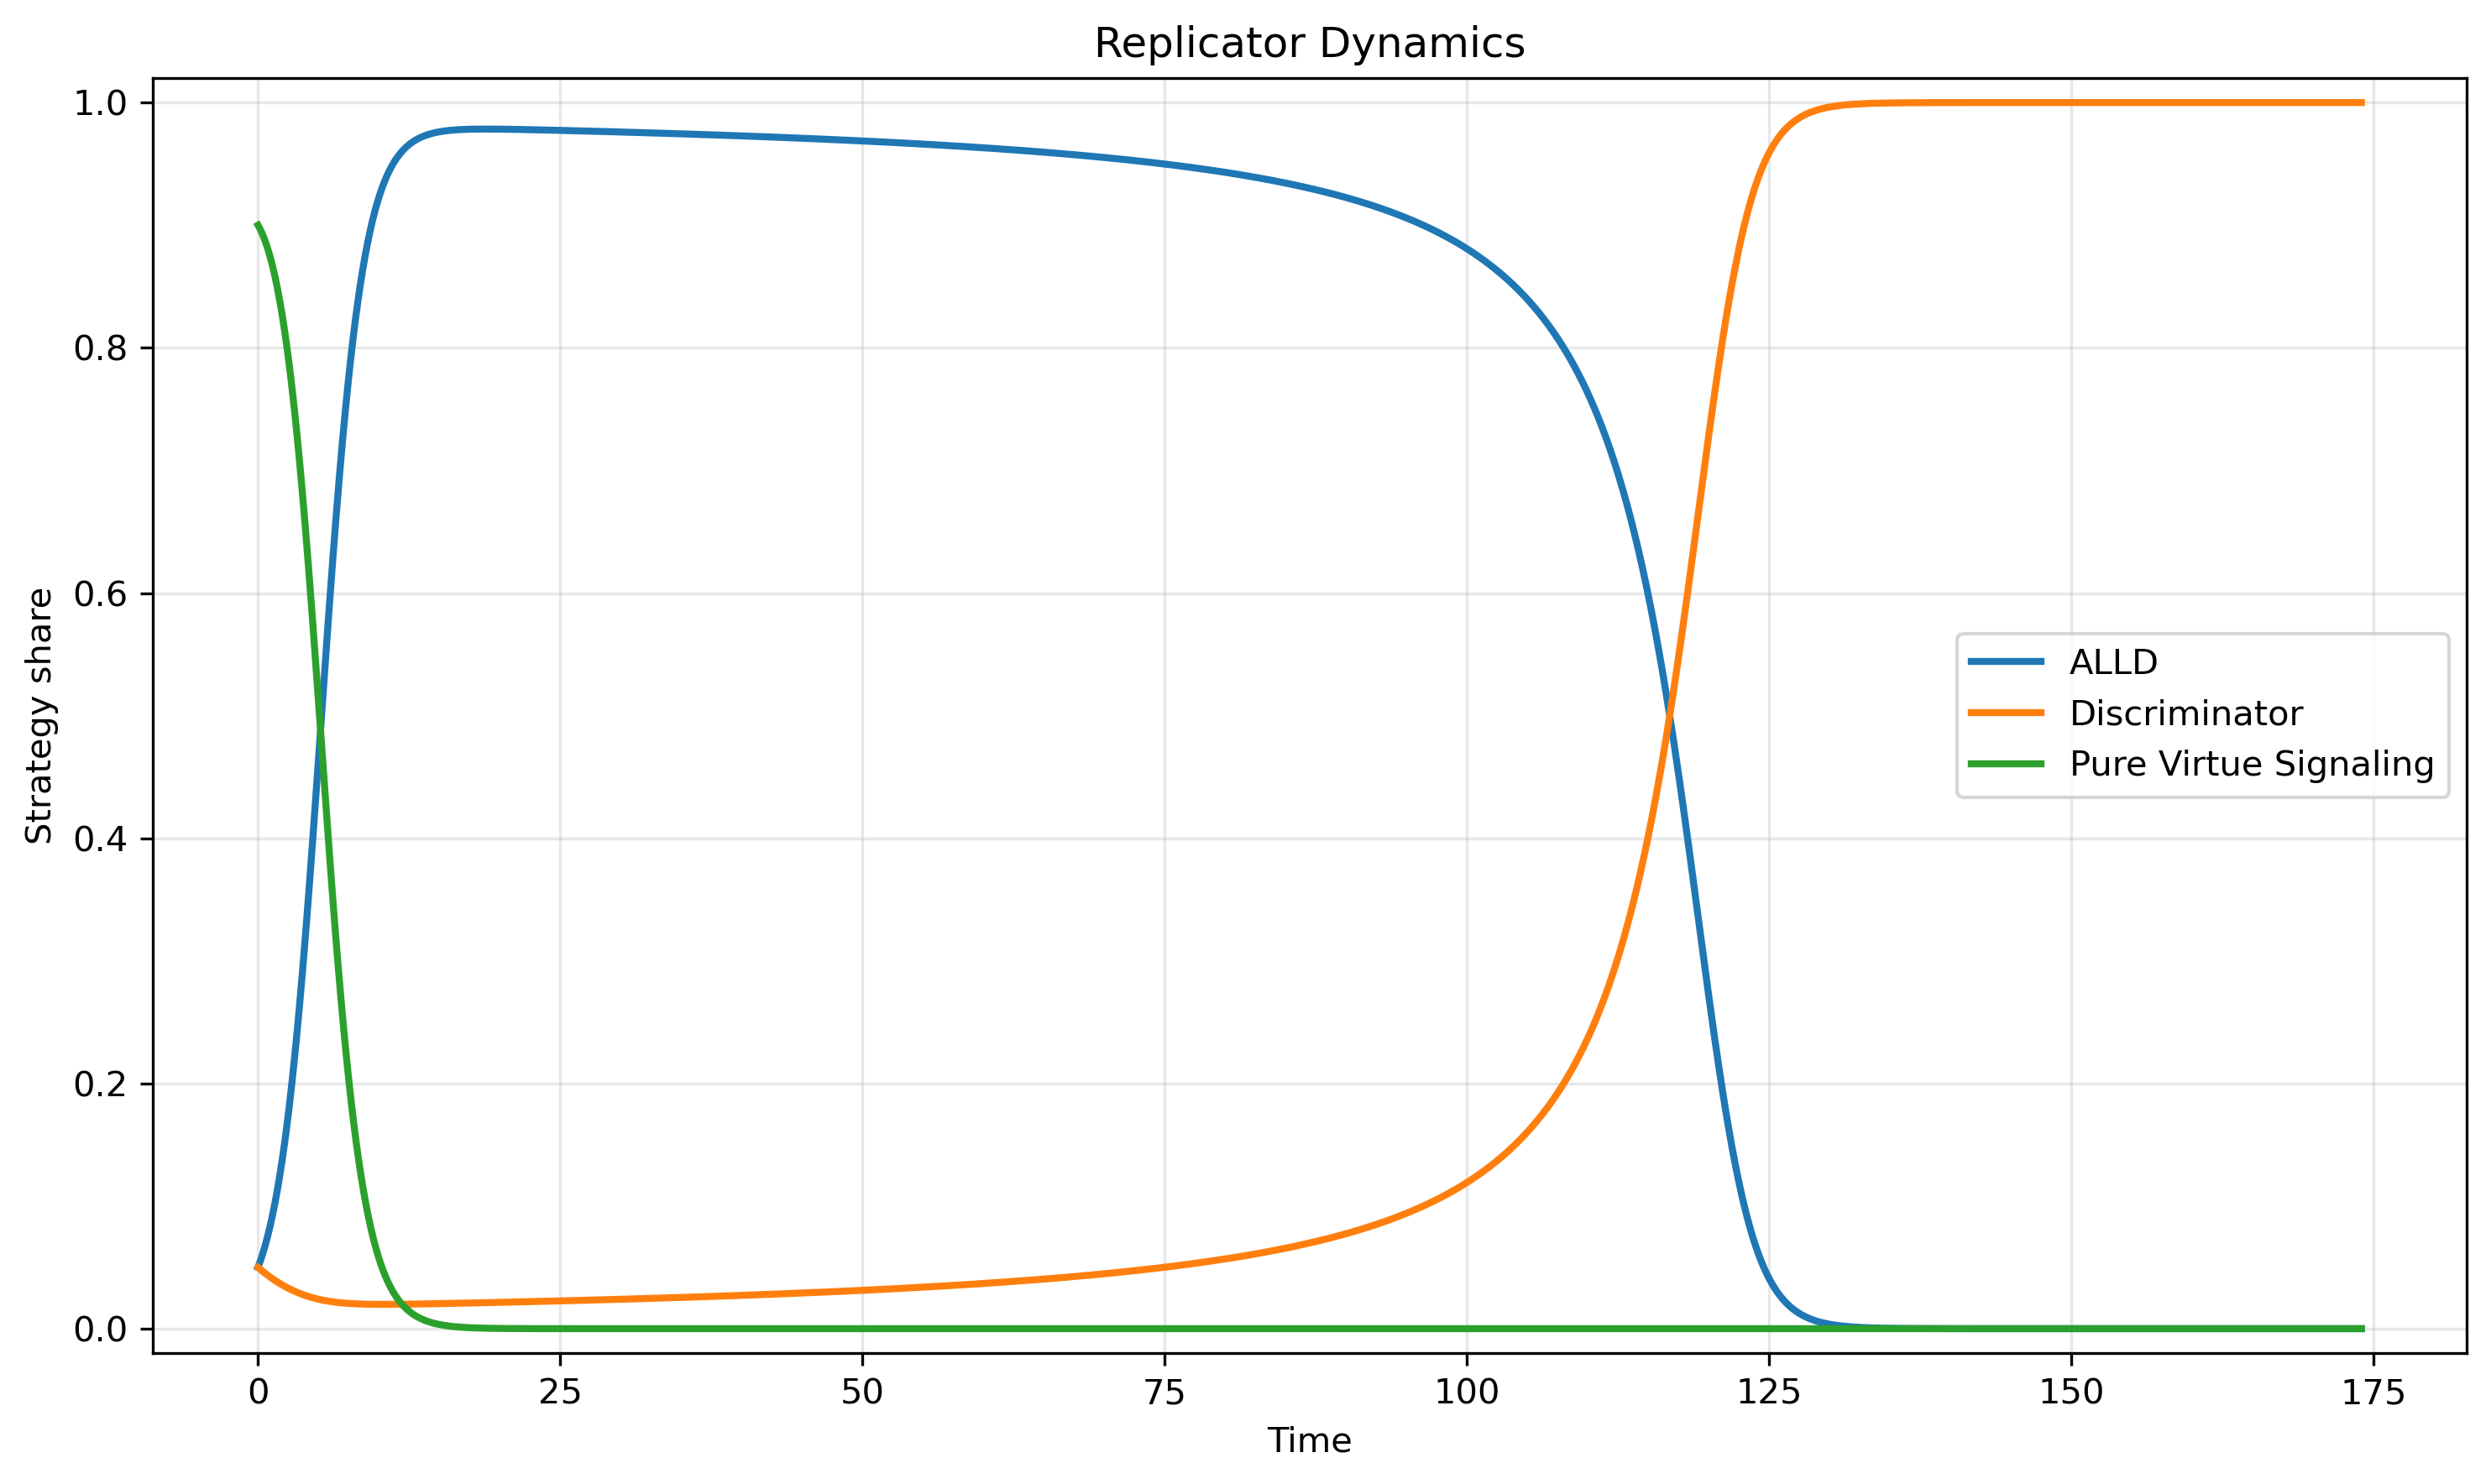 Replicator Dynamics
1.0
0.8
0.6
0.4
0.2
0.0
Strategy share
ALLD
Discriminator
Pure Virtue Signaling
0 25 50 75 100 125 150 175
Time